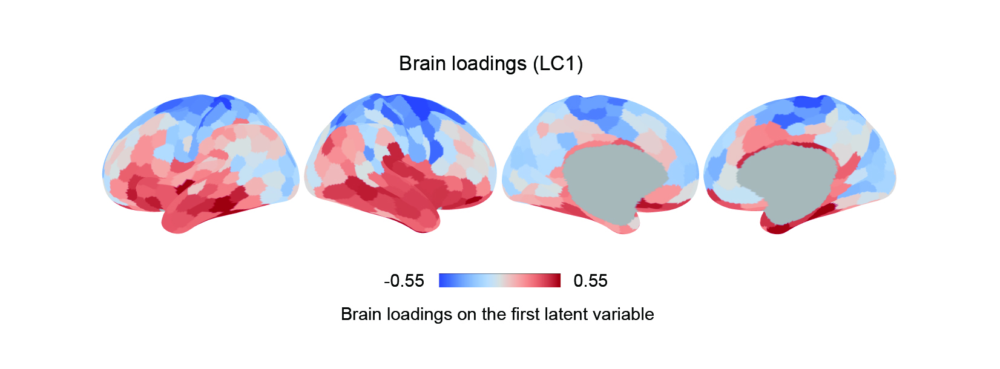 Brain loadings (LC1)
-0.55 0.55
Brain loadings on the first latent variable